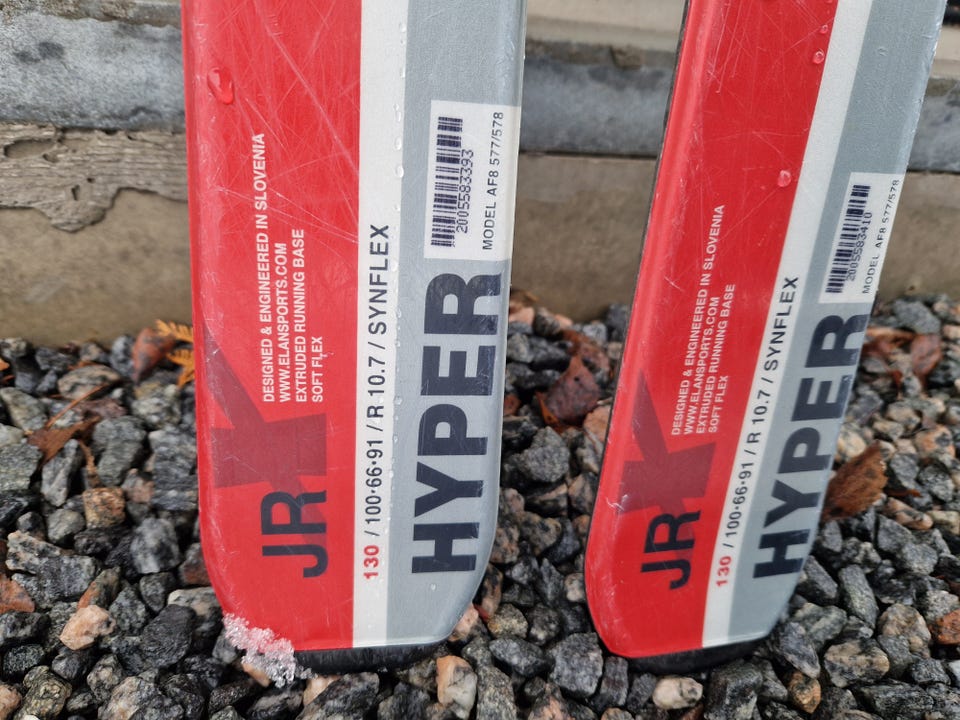 DESIGNED & ENGINEERED IN SLOVENIA
WWW.ELANSPORTS.COM
EXTRUDED RUNNING BASE
SOFT FLEX
JR
130 / 100•66•91 / R 10.7 / SYNFLEX
HYPER
2005583393
MODEL AF8 577/578
DESIGNED & ENGINEERED IN SLOVENIA
WWW.ELANSPORTS.COM
EXTRUDED RUNNING BASE
SOFT FLEX
JR
130 / 100•66•91 / R 10.7 / SYNFLEX
HYPER
2005583410
MODEL AF8 577/578